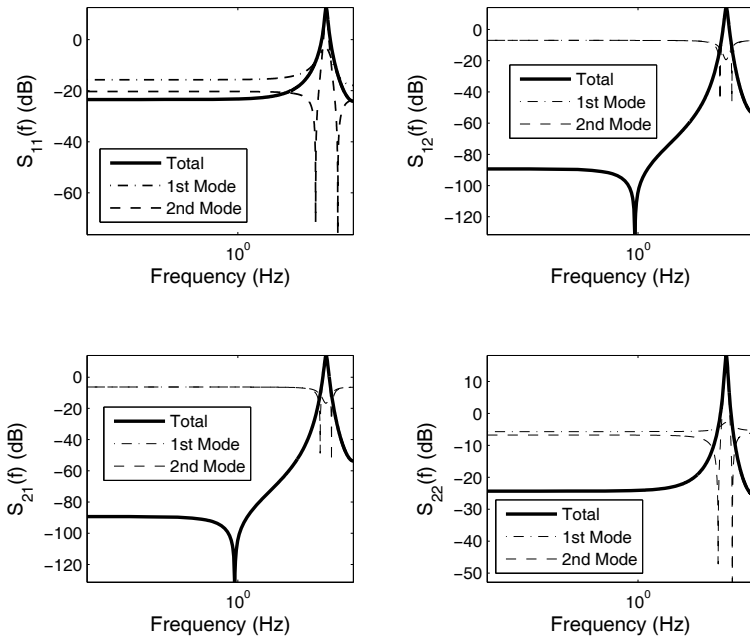 0
−20
−40
−60
S11(f) (dB)
Total
1st Mode
2nd Mode
10^0
Frequency (Hz)
0
−20
−40
−60
−80
−100
−120
S12(f) (dB)
Total
1st Mode
2nd Mode
10^0
Frequency (Hz)
0
−20
−40
−60
−80
−100
−120
S21(f) (dB)
Total
1st Mode
2nd Mode
10^0
Frequency (Hz)
10
0
−10
−20
−30
−40
−50
S22(f) (dB)
Total
1st Mode
2nd Mode
10^0
Frequency (Hz)